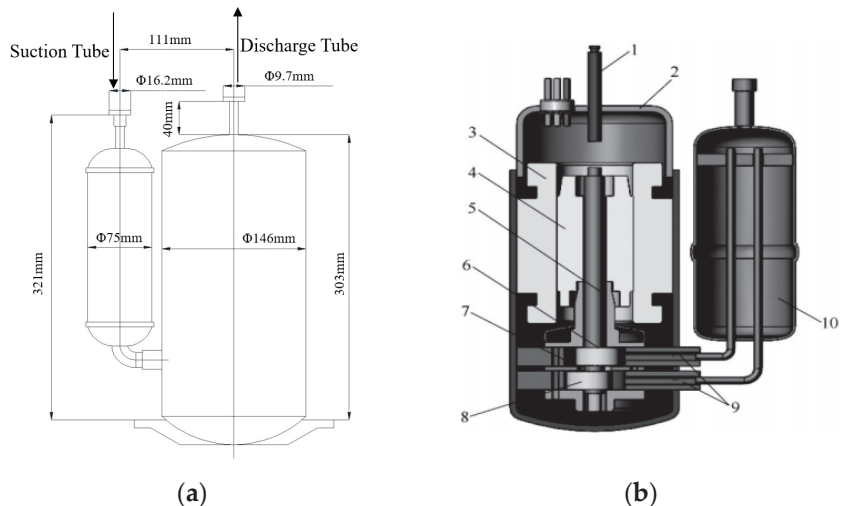 111mm
Suction Tube
Discharge Tube
Φ16.2mm
Φ9.7mm
40mm
321mm
Φ75mm
Φ146mm
303mm
(a)
1
2
3
4
5
6
7
8
9
10
(b)